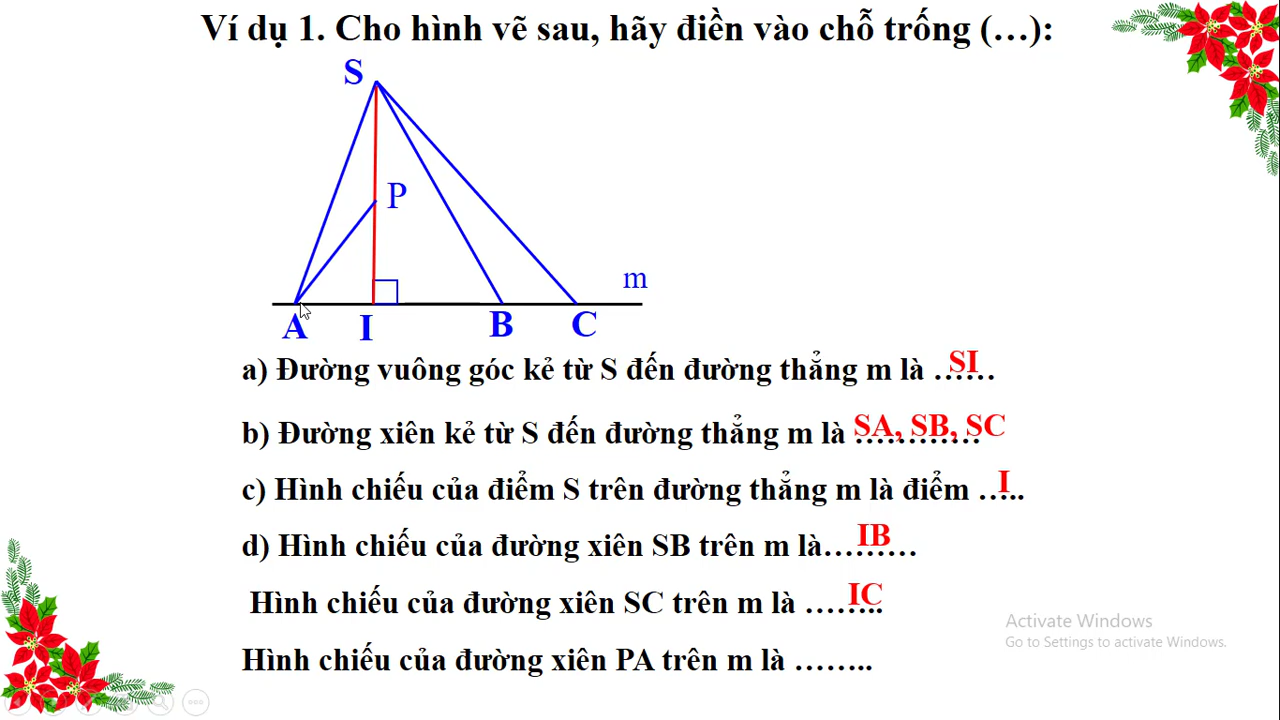 Ví dụ 1. Cho hình vẽ sau, hãy điền vào chỗ trống (…):
S
P
m
A I B C
a) Đường vuông góc kẻ từ S đến đường thẳng m là …SI…
b) Đường xiên kẻ từ S đến đường thẳng m là SA, SB, SC
c) Hình chiếu của điểm S trên đường thẳng m là điểm …I..
d) Hình chiếu của đường xiên SB trên m là…IB……
Hình chiếu của đường xiên SC trên m là ……IC..
Hình chiếu của đường xiên PA trên m là ……..
Activate Windows
Go to Settings to activate Windows.